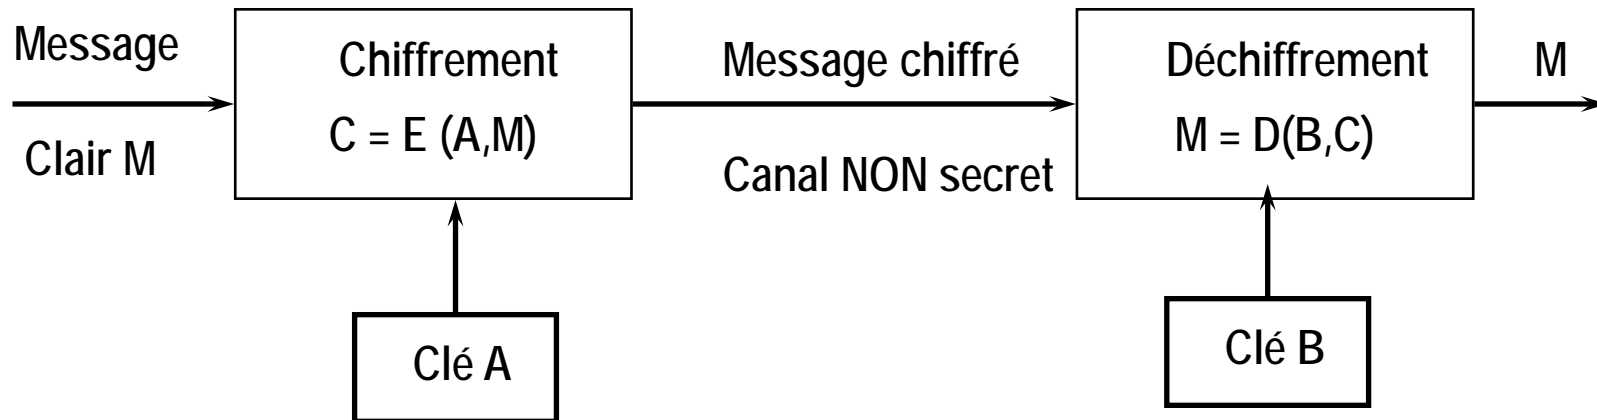 Message
Clair M
Chiffrement
C = E (A,M)
Clé A
Message chiffré
Canal NON secret
Déchiffrement
M = D(B,C)
Clé B
M